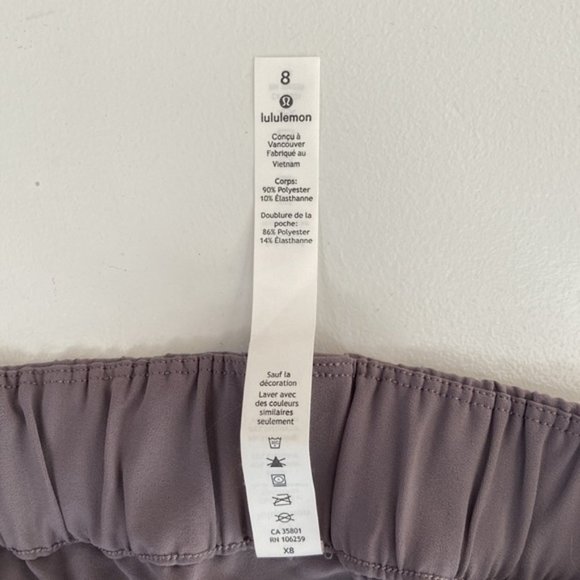 8
lululemon
Conçu à
Vancouver
Fabriqué au
Vietnam
Corps:
90% Polyester
10% Élasthanne
Doublure de la
poche:
86% Polyester
14% Élasthanne
Sauf la
décoration
Laver avec
des couleurs
similaires
seulement
CA 35801
RN 106259
X8